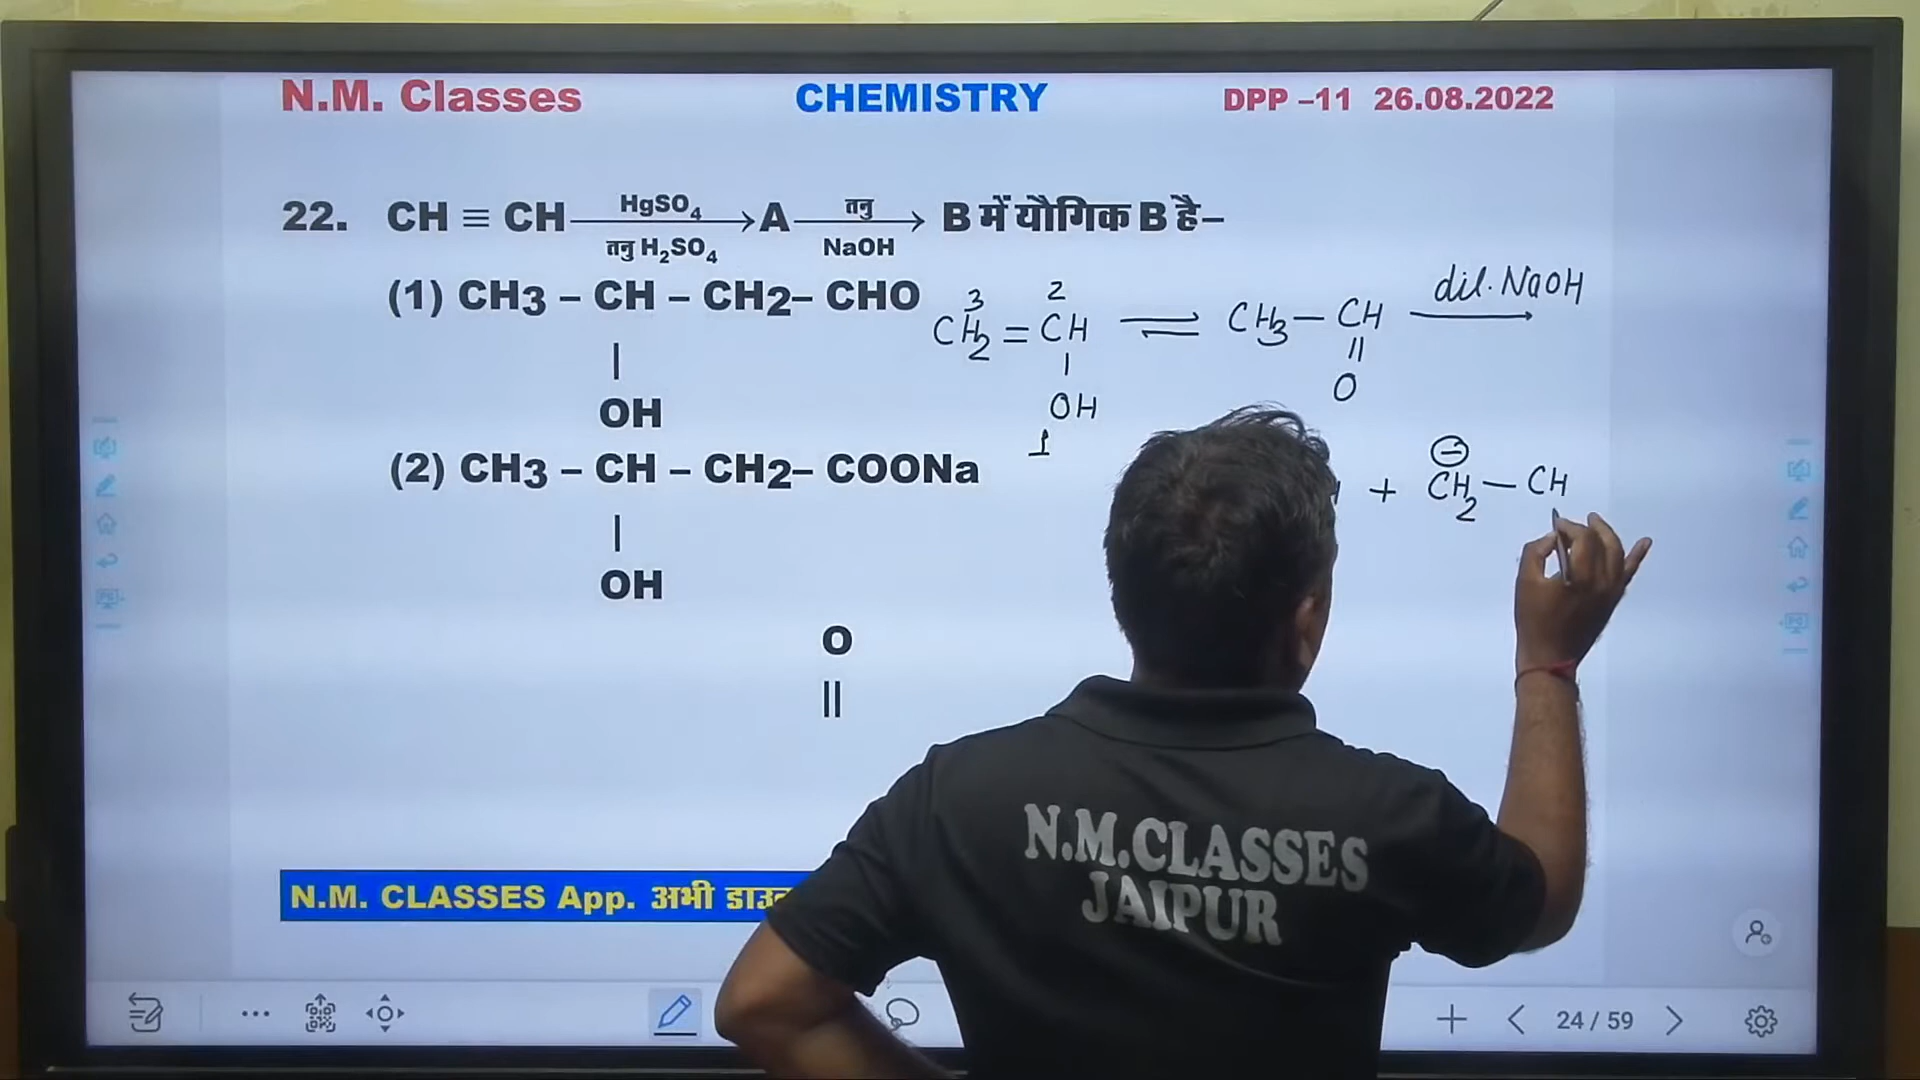 N.M. Classes CHEMISTRY DPP –11 26.08.2022
22. CH ≡ CH HgSO4 तनु H2SO4 → A तनु NaOH → B में यौगिक B है–
(1) CH3 – CH – CH2– CHO
|
OH
(2) CH3 – CH – CH2– COONa
|
OH
O
||
3 2
CH2 = CH ⇌ CH3 – CH dil. NaOH →
| ||
OH O
1
+ CH2 – CH
⊖
N.M. CLASSES App. अभी
N.M.CLASSES
JAIPUR
24 / 59